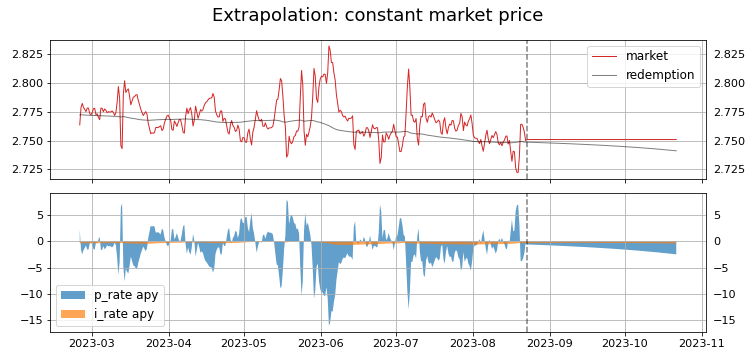 Extrapolation: constant market price
2.825 2.825
market
2.800 2.800
redemption
2.775 2.775
2.750 2.750
2.725 2.725
5 5
0 0
−5 −5
−10 −10
p_rate apy
i_rate apy
−15 −15
2023-03 2023-04 2023-05 2023-06 2023-07 2023-08 2023-09 2023-10 2023-11